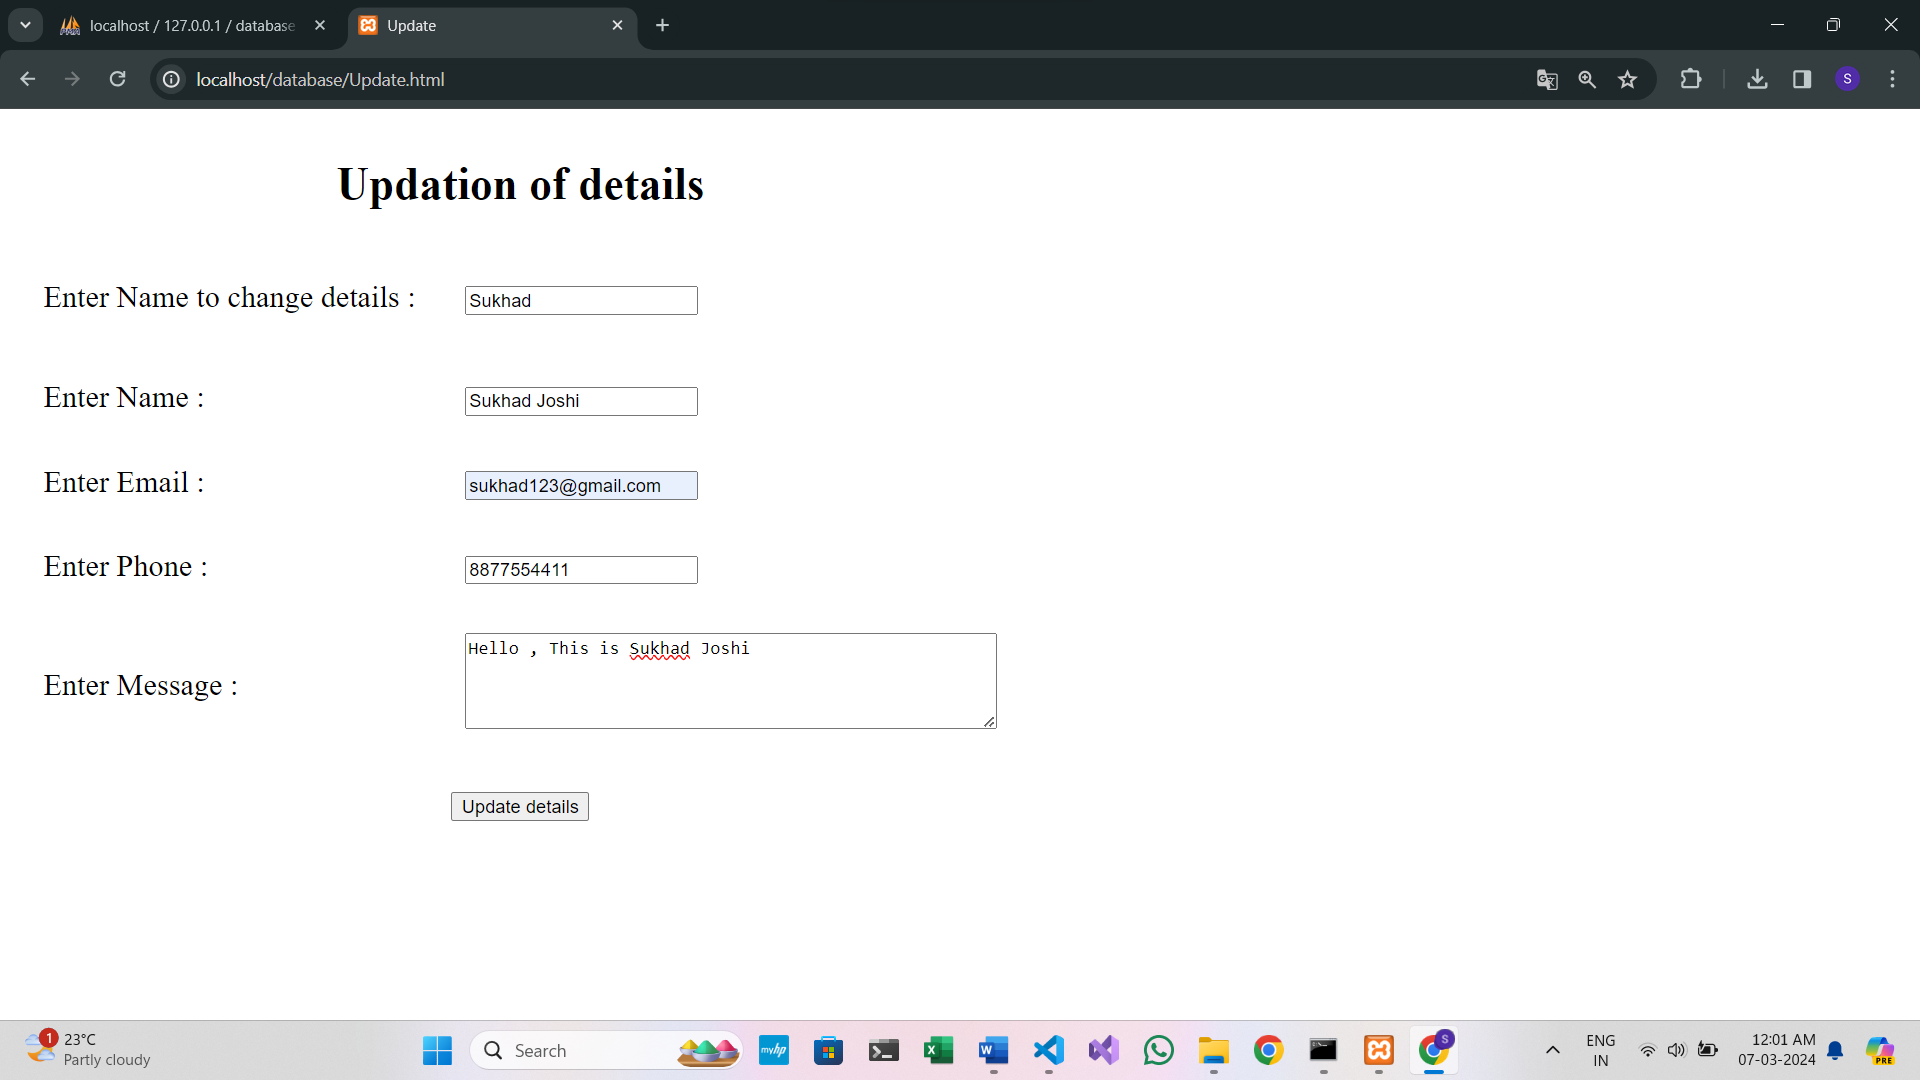 localhost / 127.0.0.1 / database
Update
localhost/database/Update.html
S
Updation of details
Enter Name to change details :
Sukhad
Enter Name :
Sukhad Joshi
Enter Email :
sukhad123@gmail.com
Enter Phone :
8877554411
Enter Message :
Hello , This is Sukhad Joshi
Update details
1
23°C
Partly cloudy
Search
myhp
S
ENG
IN
12:01 AM
07-03-2024
PRE